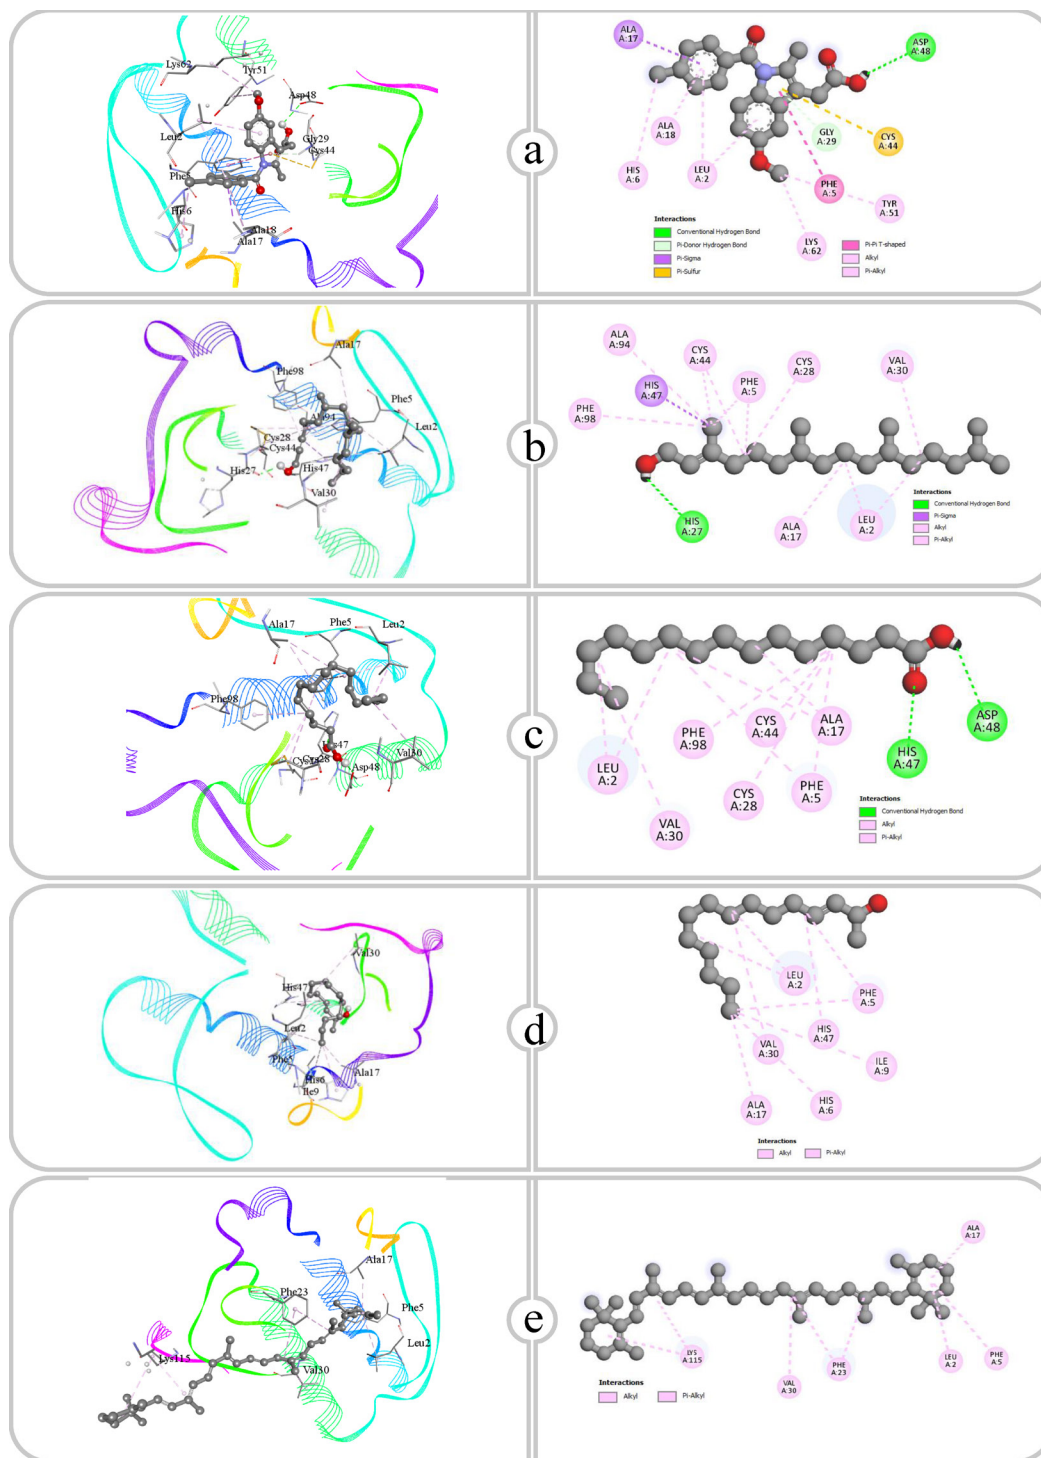 Lys62
Tyr51
Asp48
Leu2
Gly29
Cys44
Phe5
His6
Ala18
Ala17
a
ALA
A:17
ASP
A:48
ALA
A:18
GLY
A:29
CYS
A:44
HIS
A:6
LEU
A:2
PHE
A:5
TYR
A:51
LYS
A:62
Interactions
Conventional Hydrogen Bond
Pi-Donor Hydrogen Bond
Pi-Sigma
Pi-Sulfur
Pi-Pi T-shaped
Alkyl
Pi-Alkyl
Ala17
Phe98
Phe5
Ala94
Leu2
Cys28
Cys44
His27
His47
Val30
b
ALA
A:94
CYS
A:44
CYS
A:28
VAL
A:30
HIS
A:47
PHE
A:5
PHE
A:98
HIS
A:27
ALA
A:17
LEU
A:2
Interactions
Conventional Hydrogen Bond
Pi-Sigma
Alkyl
Pi-Alkyl
Ala17
Phe5
Leu2
Phe98
Val30
Cys28
Asp48
c
PHE
A:98
CYS
A:44
ALA
A:17
ASP
A:48
HIS
A:47
LEU
A:2
CYS
A:28
PHE
A:5
VAL
A:30
Interactions
Conventional Hydrogen Bond
Alkyl
Pi-Alkyl
Val30
His47
Leu2
Phe5
His6
Ile9
Ala17
d
LEU
A:2
PHE
A:5
HIS
A:47
VAL
A:30
ILE
A:9
ALA
A:17
HIS
A:6
Interactions
Alkyl
Pi-Alkyl
Ala17
Phe23
Phe5
Leu2
Lys115
Val30
e
ALA
A:17
LYS
A:115
VAL
A:30
PHE
A:23
LEU
A:2
PHE
A:5
Interactions
Alkyl
Pi-Alkyl